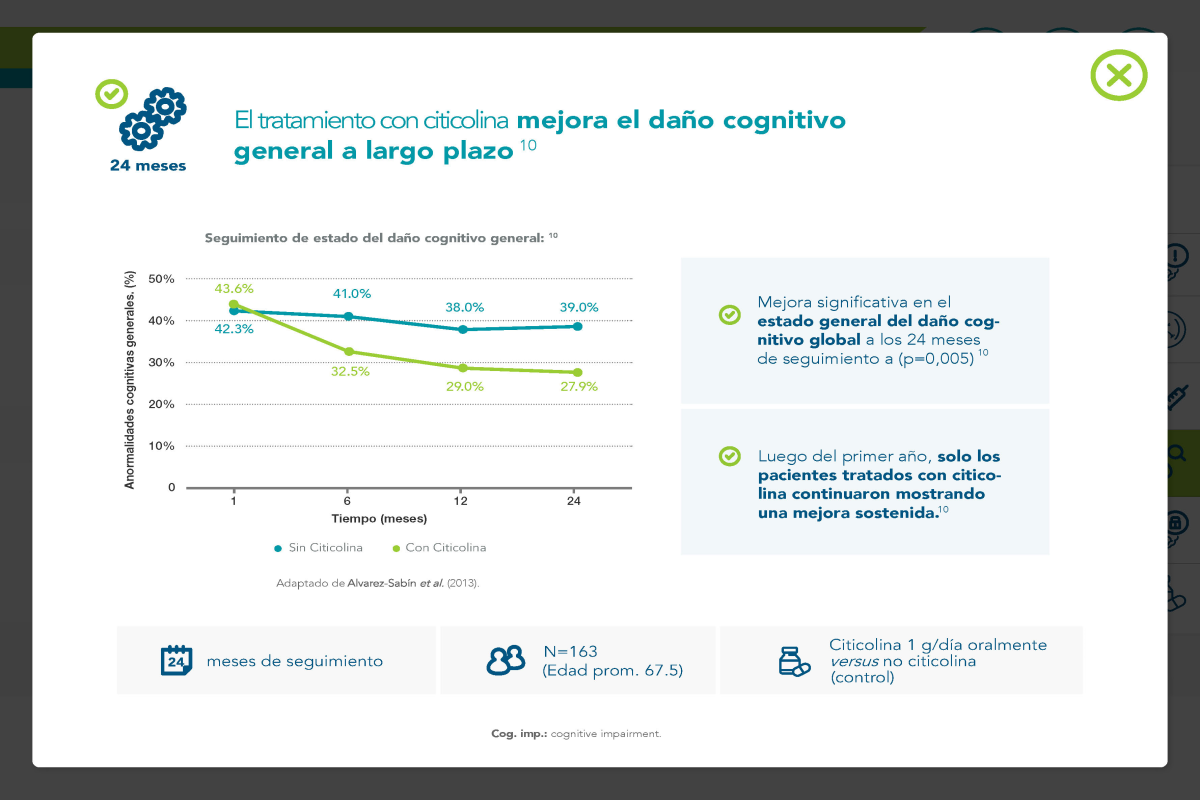 24 meses
El tratamiento con citicolina mejora el daño cognitivo
general a largo plazo 10
Seguimiento de estado del daño cognitivo general: 10
Anormalidades cognitivas generales. (%)
50%
40%
30%
20%
10%
0
43.6%
42.3%
41.0%
32.5%
38.0%
29.0%
39.0%
27.9%
1
6
12
24
Tiempo (meses)
Sin Citicolina
Con Citicolina
Adaptado de Alvarez-Sabín et al. (2013).
Mejora significativa en el
estado general del daño cog-
nitivo global a los 24 meses
de seguimiento a (p=0,005) 10
Luego del primer año, solo los
pacientes tratados con citico-
lina continuaron mostrando
una mejora sostenida.10
24
meses de seguimiento
N=163
(Edad prom. 67.5)
Citicolina 1 g/día oralmente
versus no citicolina
(control)
Cog. imp.: cognitive impairment.